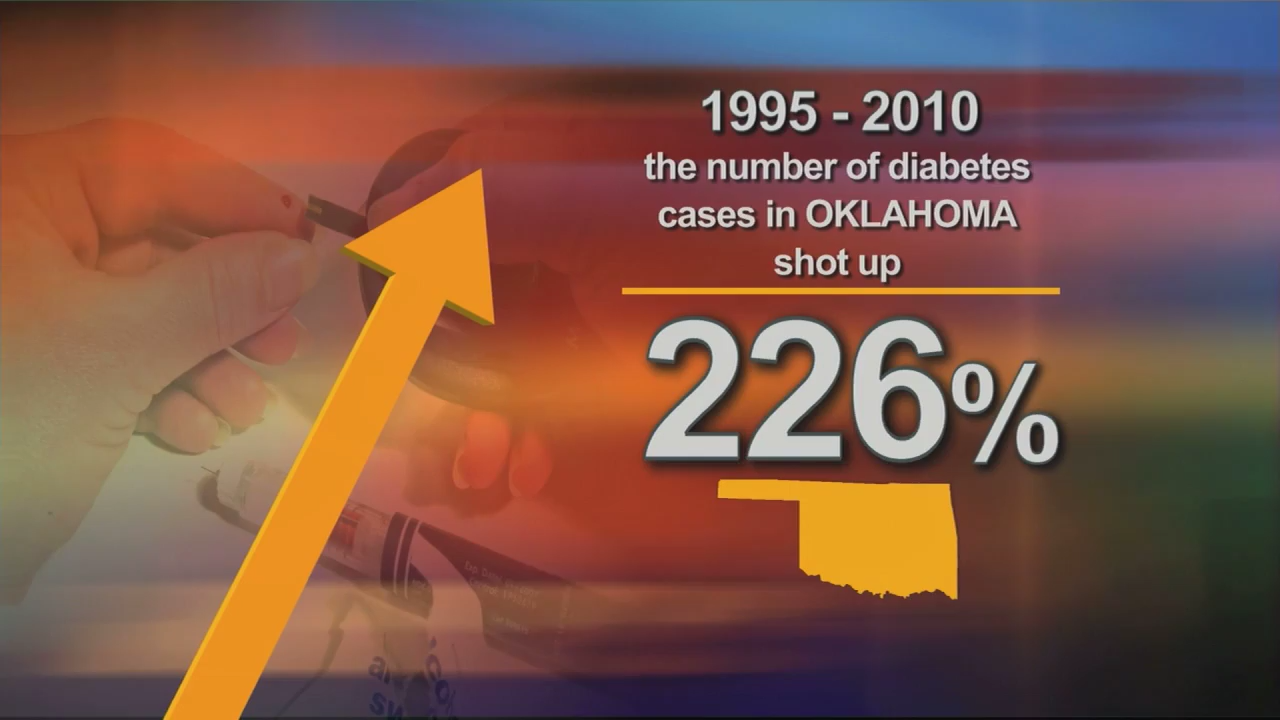 1995 - 2010
the number of diabetes
cases in OKLAHOMA
shot up
226%